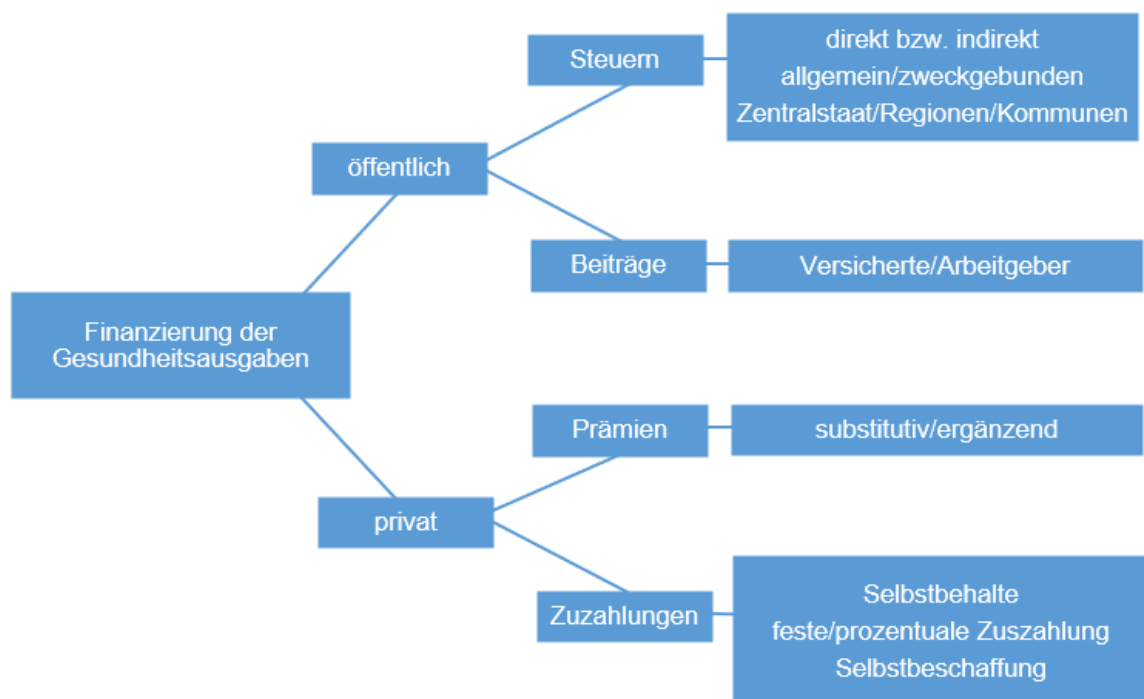 Steuern
direkt bzw. indirekt
allgemein/zweckgebunden
Zentralstaat/Regionen/Kommunen
öffentlich
Beiträge
Versicherte/Arbeitgeber
Finanzierung der
Gesundheitsausgaben
Prämien
substitutiv/ergänzend
privat
Zuzahlungen
Selbstbehalte
feste/prozentuale Zuszahlung
Selbstbeschaffung